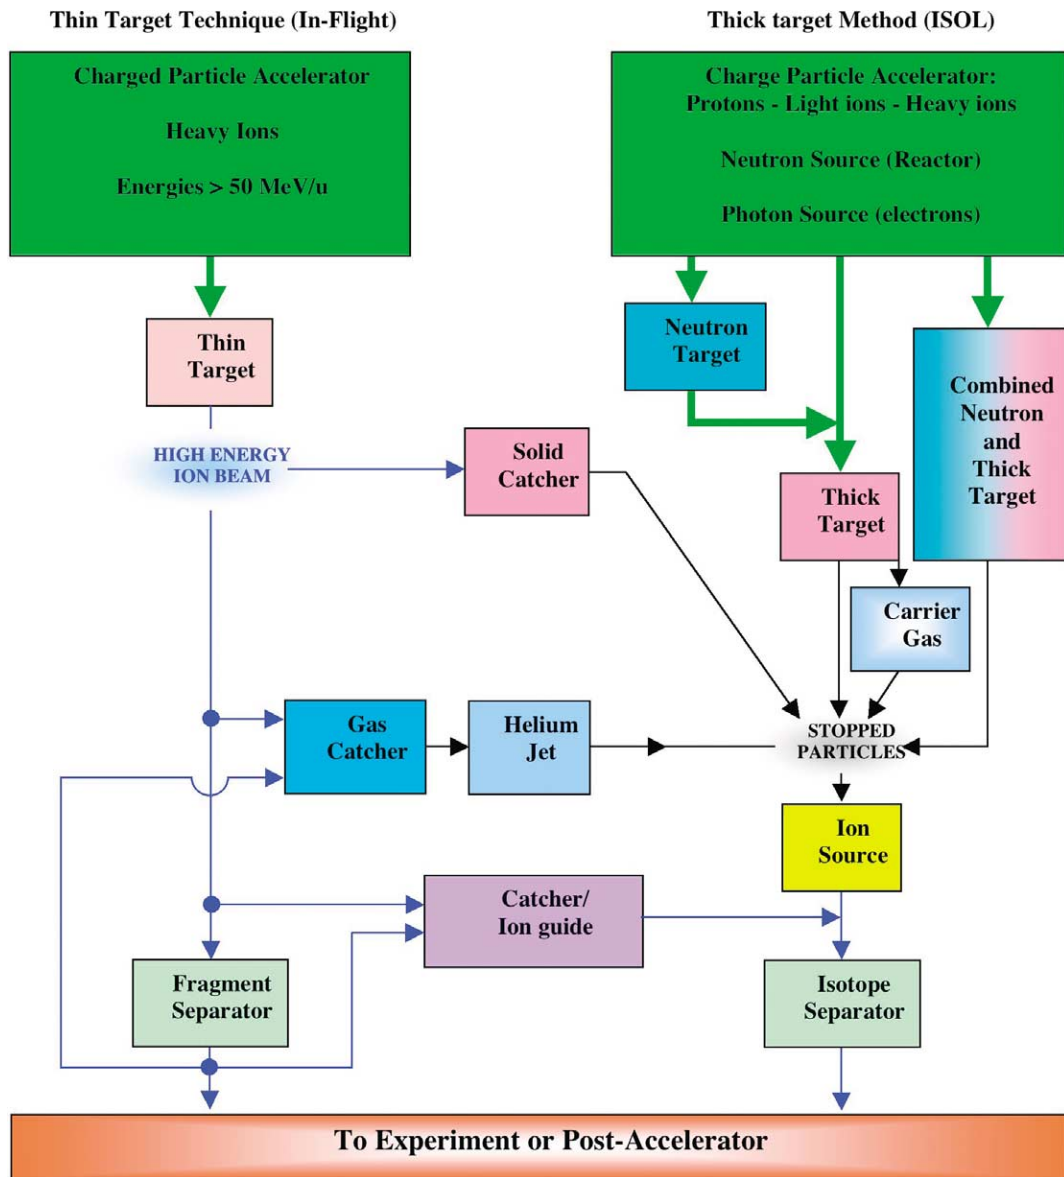 Thin Target Technique (In-Flight)
Thick target Method (ISOL)
Charged Particle Accelerator
Heavy Ions
Energies > 50 MeV/u
Charge Particle Accelerator:
Protons - Light ions - Heavy ions
Neutron Source (Reactor)
Photon Source (electrons)
Thin
Target
Neutron
Target
Combined
Neutron
and
Thick
Target
HIGH ENERGY
ION BEAM
Solid
Catcher
Thick
Target
Carrier
Gas
Gas
Catcher
Helium
Jet
STOPPED
PARTICLES
Ion
Source
Catcher/
Ion guide
Fragment
Separator
Isotope
Separator
To Experiment or Post-Accelerator